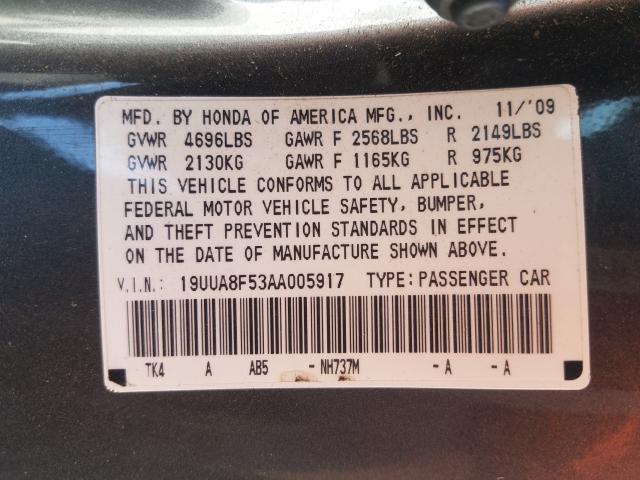 MFD. BY HONDA OF AMERICA MFG., INC. 11/'09
GVWR 4696LBS GAWR F 2568LBS R 2149LBS
GVWR 2130KG GAWR F 1165KG R 975KG
THIS VEHICLE CONFORMS TO ALL APPLICABLE
FEDERAL MOTOR VEHICLE SAFETY, BUMPER,
AND THEFT PREVENTION STANDARDS IN EFFECT
ON THE DATE OF MANUFACTURE SHOWN ABOVE.
V.I.N.: 19UUA8F53AA005917 TYPE:PASSENGER CAR
TK4 A AB5 - NH737M - A - A